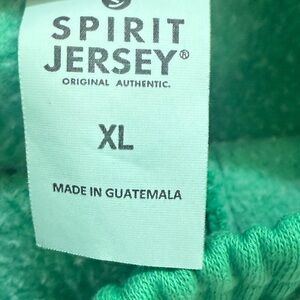 SPIRIT
JERSEY®
ORIGINAL AUTHENTIC.
XL
MADE IN GUATEMALA